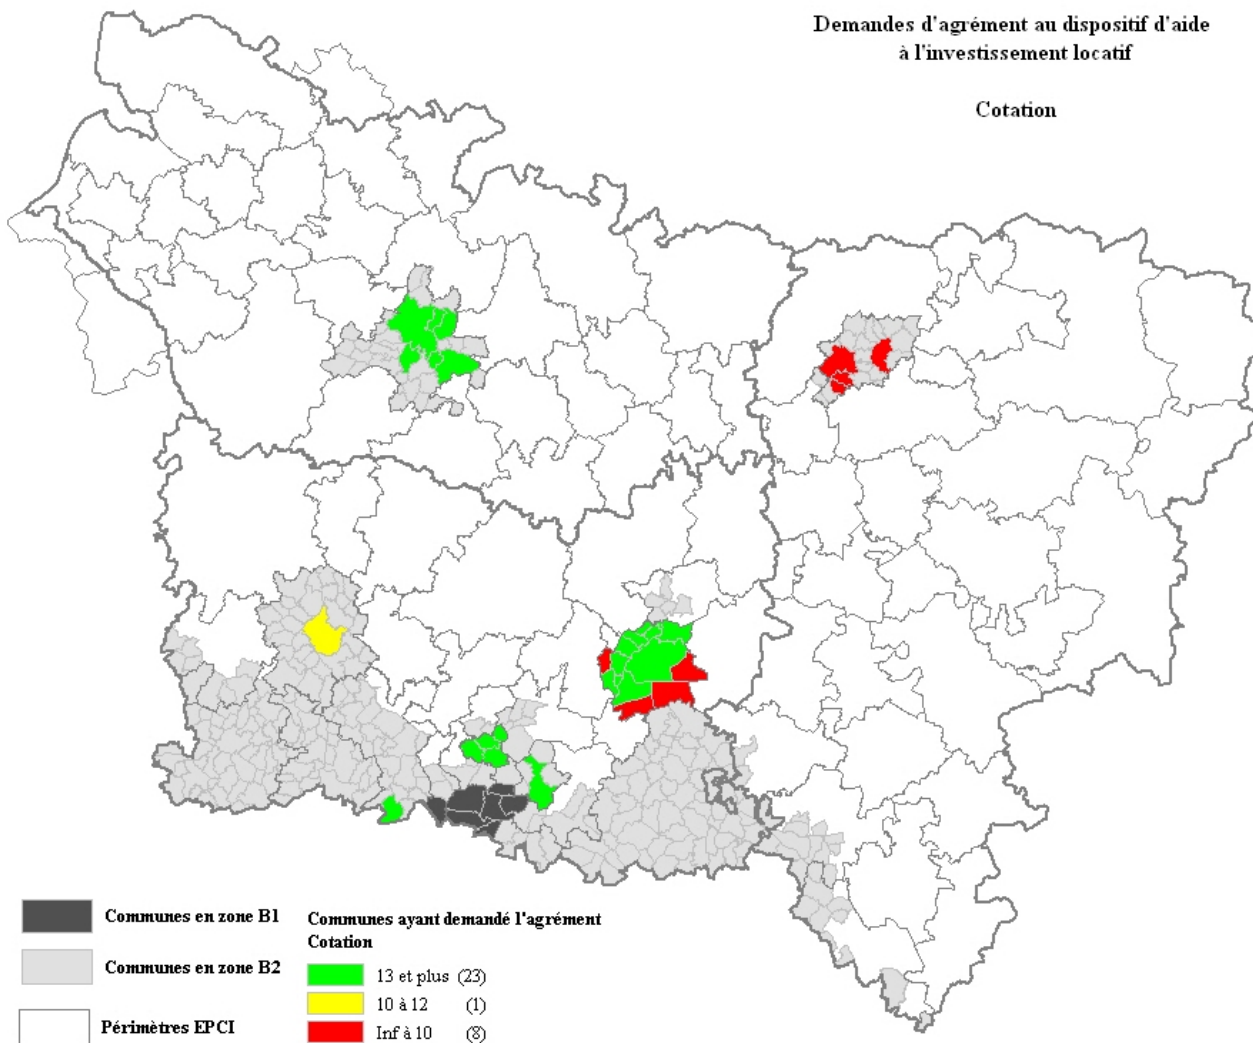 Demandes d'agrément au dispositif d'aide
à l'investissement locatif
Cotation
Communes en zone B1
Communes en zone B2
Périmètres EPCI
Communes ayant demandé l'agrément
Cotation
13 et plus (23)
10 à 12 (1)
Inf à 10 (8)